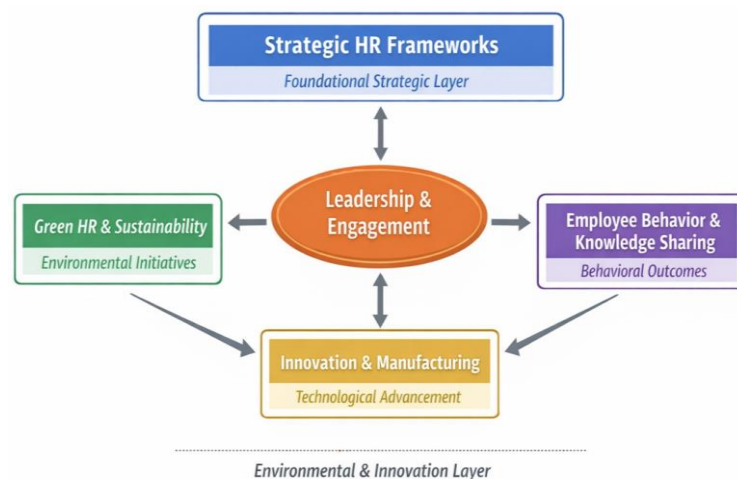 Strategic HR Frameworks
Foundational Strategic Layer
Leadership &
Engagement
Green HR & Sustainability
Environmental Initiatives
Employee Behavior &
Knowledge Sharing
Behavioral Outcomes
Innovation & Manufacturing
Technological Advancement
Environmental & Innovation Layer